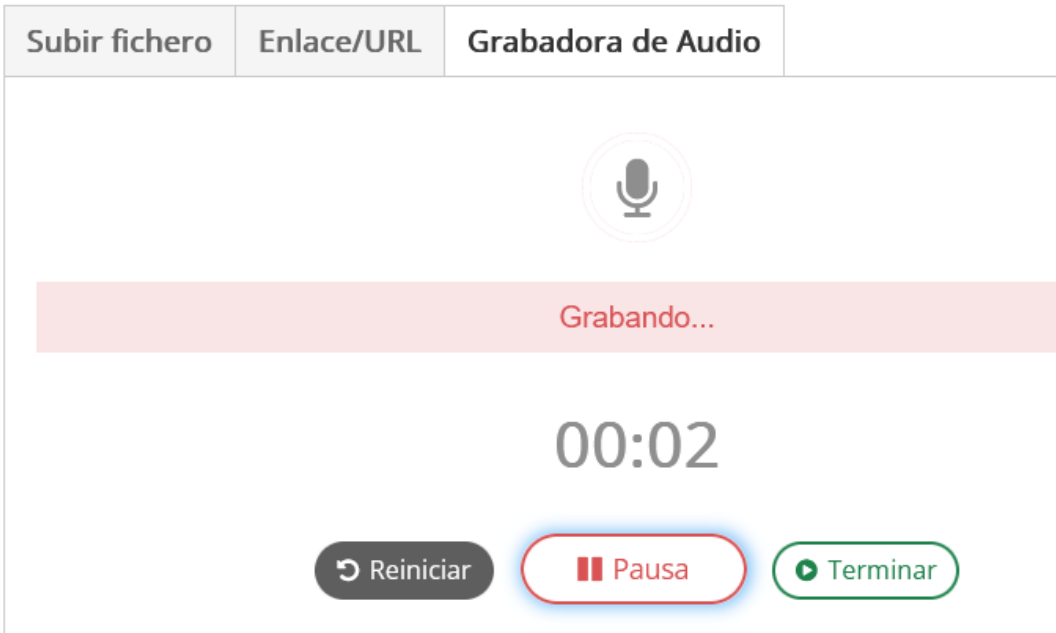 Subir fichero Enlace/URL Grabadora de Audio
Grabando...
00:02
Reiniciar Pausa Terminar